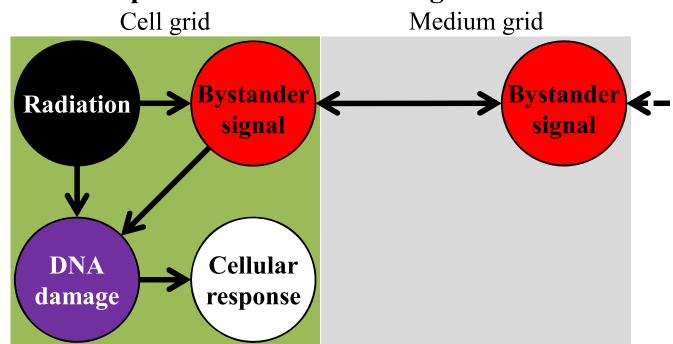 Cell grid
Medium grid
Radiation
Bystander
signal
Bystander
signal
DNA
damage
Cellular
response